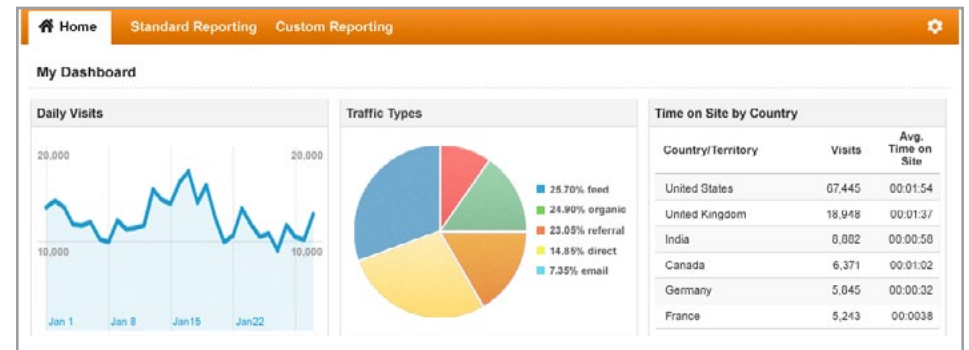 Home Standard Reporting Custom Reporting
My Dashboard
Daily Visits
20,000 20,000
10,000 10,000
Jan 1 Jan 8 Jan15 Jan22
Traffic Types
25.70% feed
24.90% organic
23.05% referral
14.85% direct
7.35% email
Time on Site by Country
Country/Territory Visits Avg. Time on Site
United States 67,445 00:01:54
United Kingdom 18,948 00:01:37
India 8,882 00:00:58
Canada 6,371 00:01:02
Germany 5,845 00:00:32
France 5,243 00:0038